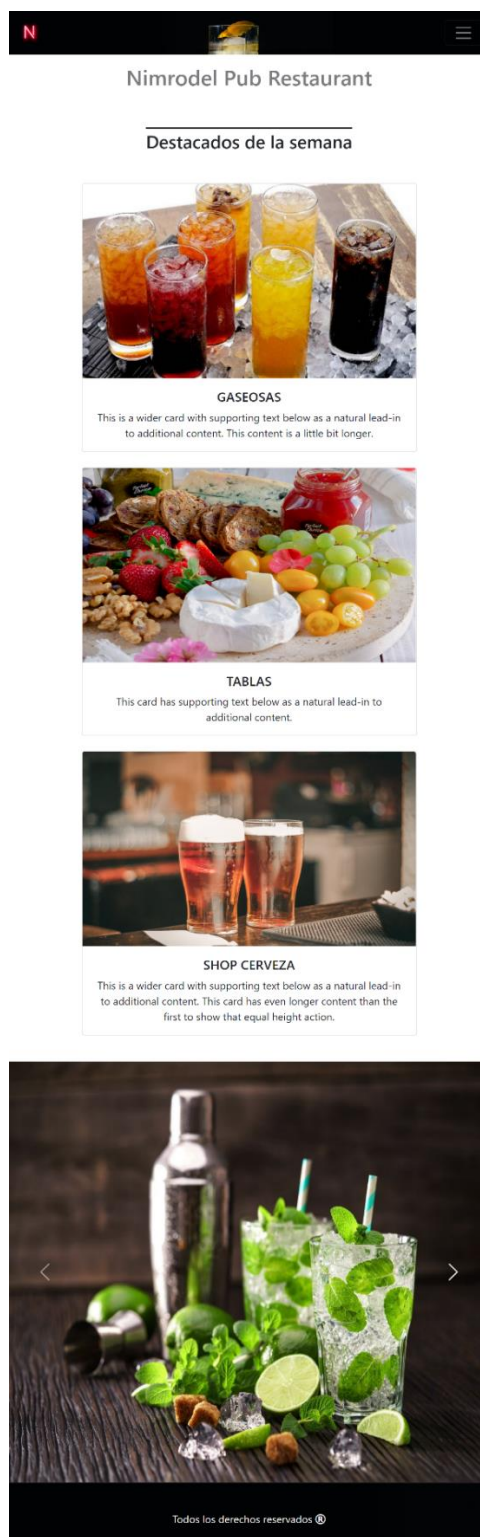 N
Nimrodel Pub Restaurant
Destacados de la semana
GASEOSAS
This is a wider card with supporting text below as a natural lead-in
to additional content. This content is a little bit longer.
TABLAS
This card has supporting text below as a natural lead-in to
additional content.
SHOP CERVEZA
This is a wider card with supporting text below as a natural lead-in
to additional content. This card has even longer content than the
first to show that equal height action.
Todos los derechos reservados ®